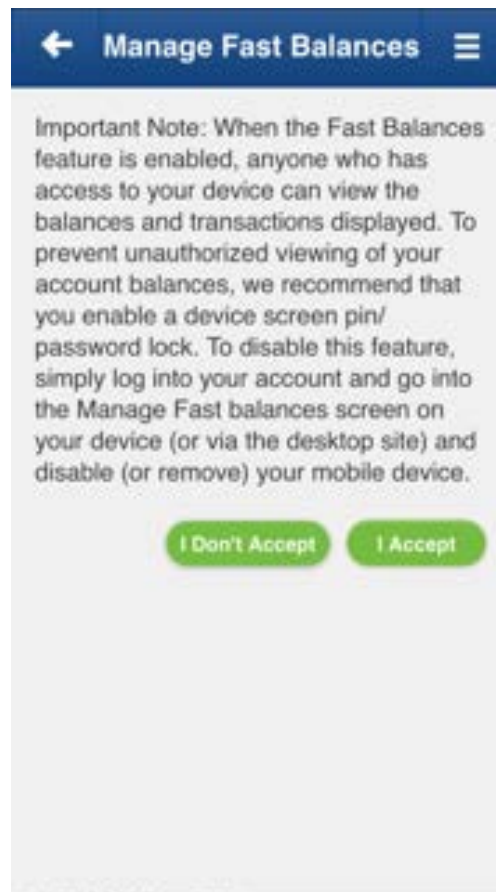 Manage Fast Balances
Important Note: When the Fast Balances
feature is enabled, anyone who has
access to your device can view the
balances and transactions displayed. To
prevent unauthorized viewing of your
account balances, we recommend that
you enable a device screen pin/
password lock. To disable this feature,
simply log into your account and go into
the Manage Fast balances screen on
your device (or via the desktop site) and
disable (or remove) your mobile device.
I Don't Accept I Accept